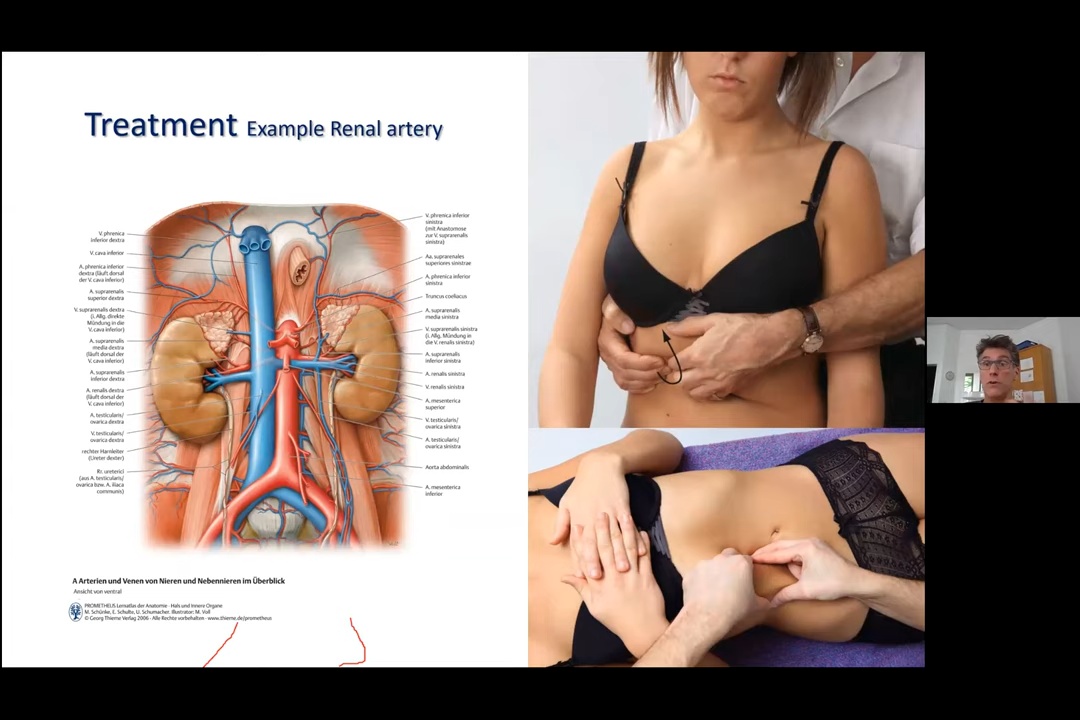 Treatment Example Renal artery
V. phrenica
inferior dextra
V. cava inferior
A. phrenica inferior
dextra (läuft dorsal
der V. cava inferior)
A. suprarenalis
superior dextra
V. suprarenalis dextra
(i. Allg. direkte
Mündung in die
V. cava inferior)
A. suprarenalis
media dextra
(läuft dorsal der
V. cava inferior)
A. suprarenalis
inferior dextra
A. renalis dextra
(läuft dorsal der
V. cava inferior)
A. testicularis/
ovarica dextra
V. testicularis/
ovarica dextra
rechter Harnleiter
(Ureter dexter)
Rr. ureterici
(aus A. testicularis/
ovarica bzw. A. iliaca
communis)
V. phrenica inferior
sinistra
(mit Anastomose
zur V. suprarenalis
sinistra)
Aa. suprarenales
superiores sinistrae
A. phrenica inferior
sinistra
Truncus coeliacus
A. suprarenalis
media sinistra
V. suprarenalis sinistra
(i. Allg. Mündung in
die V. renalis sinistra)
A. suprarenalis
inferior sinistra
A. renalis sinistra
V. renalis sinistra
A. mesenterica
superior
V. testicularis/
ovarica sinistra
A. testicularis/
ovarica sinistra
Aorta abdominalis
A. mesenterica
inferior
A Arterien und Venen von Nieren und Nebennieren im Überblick
Ansicht von ventral
PROMETHEUS Lernatlas der Anatomie · Hals und Innere Organe
M. Schünke, E. Schulte, U. Schumacher. Illustrator: M. Voll
© Georg Thieme Verlag 2006 · Alle Rechte vorbehalten · www.thieme.de/prometheus